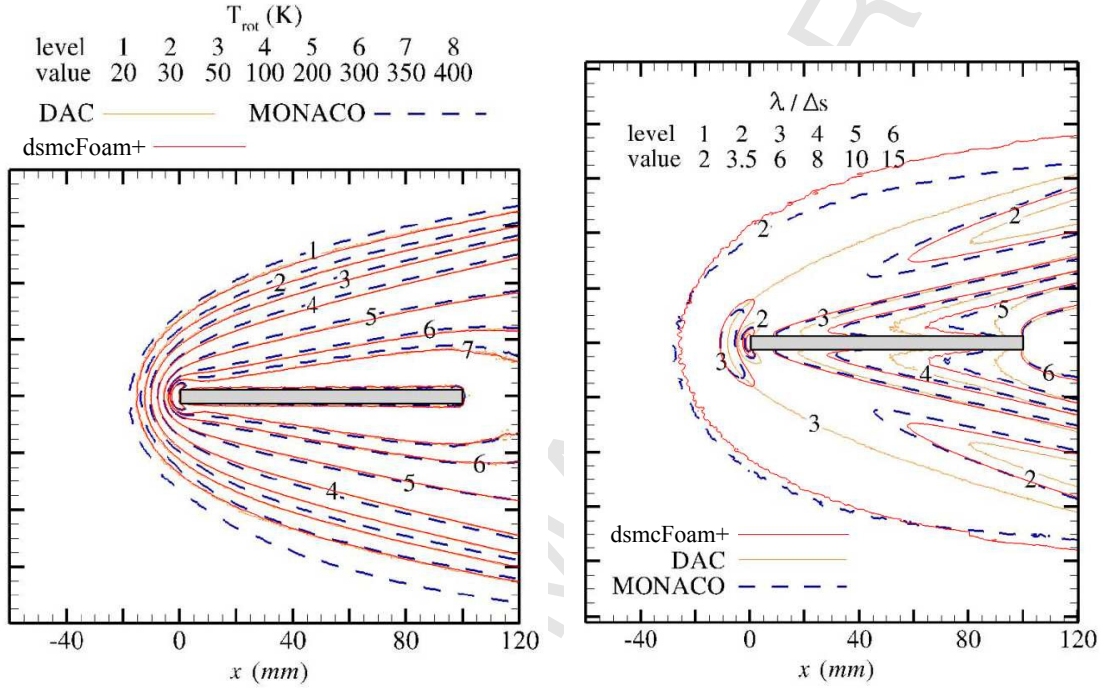 T_rot (K)
level 1 2 3 4 5 6 7 8
value 20 30 50 100 200 300 350 400
DAC MONACO
dsmcFoam+
1
2
3
4
5
6
7
6
5
4
-40 0 40 80 120
x (mm)
λ / Δs
level 1 2 3 4 5 6
value 2 3.5 6 8 10 15
2
2
2
3
5
3
4
6
3
2
dsmcFoam+
DAC
MONACO
-40 0 40 80 120
x (mm)